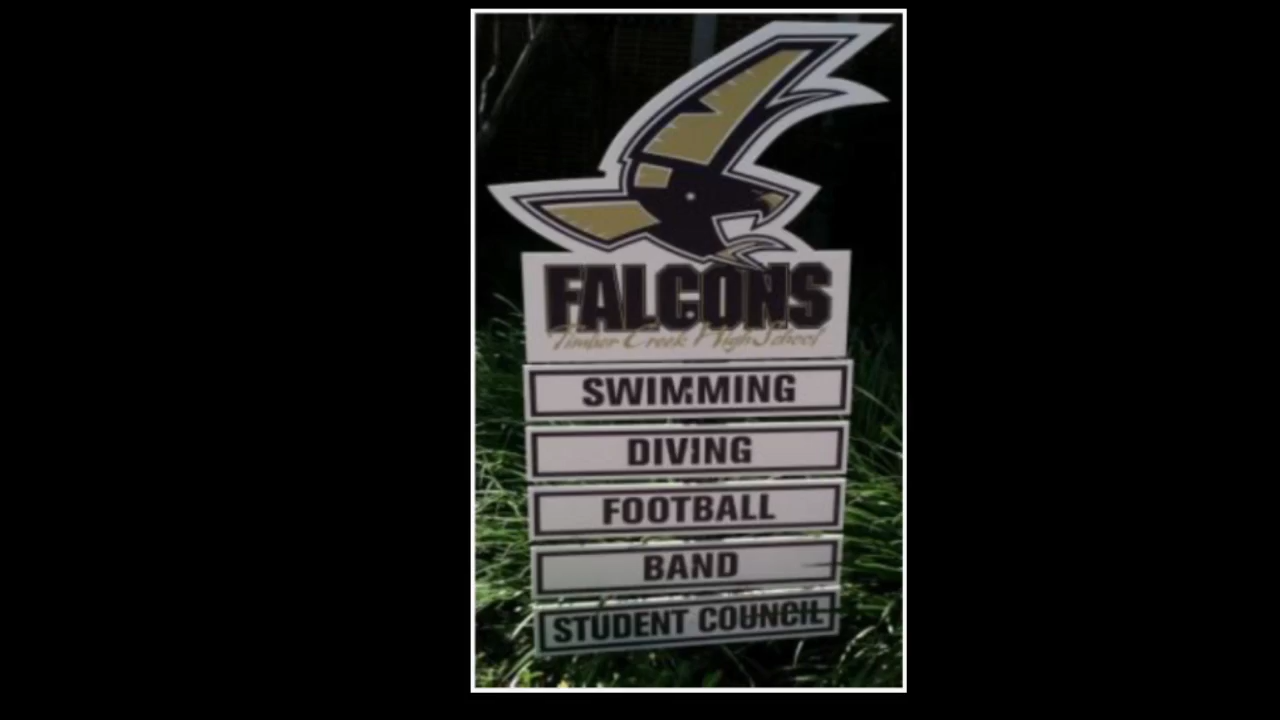 FALCONS
Timber Creek High School
SWIMMING
DIVING
FOOTBALL
BAND
STUDENT COUNCIL